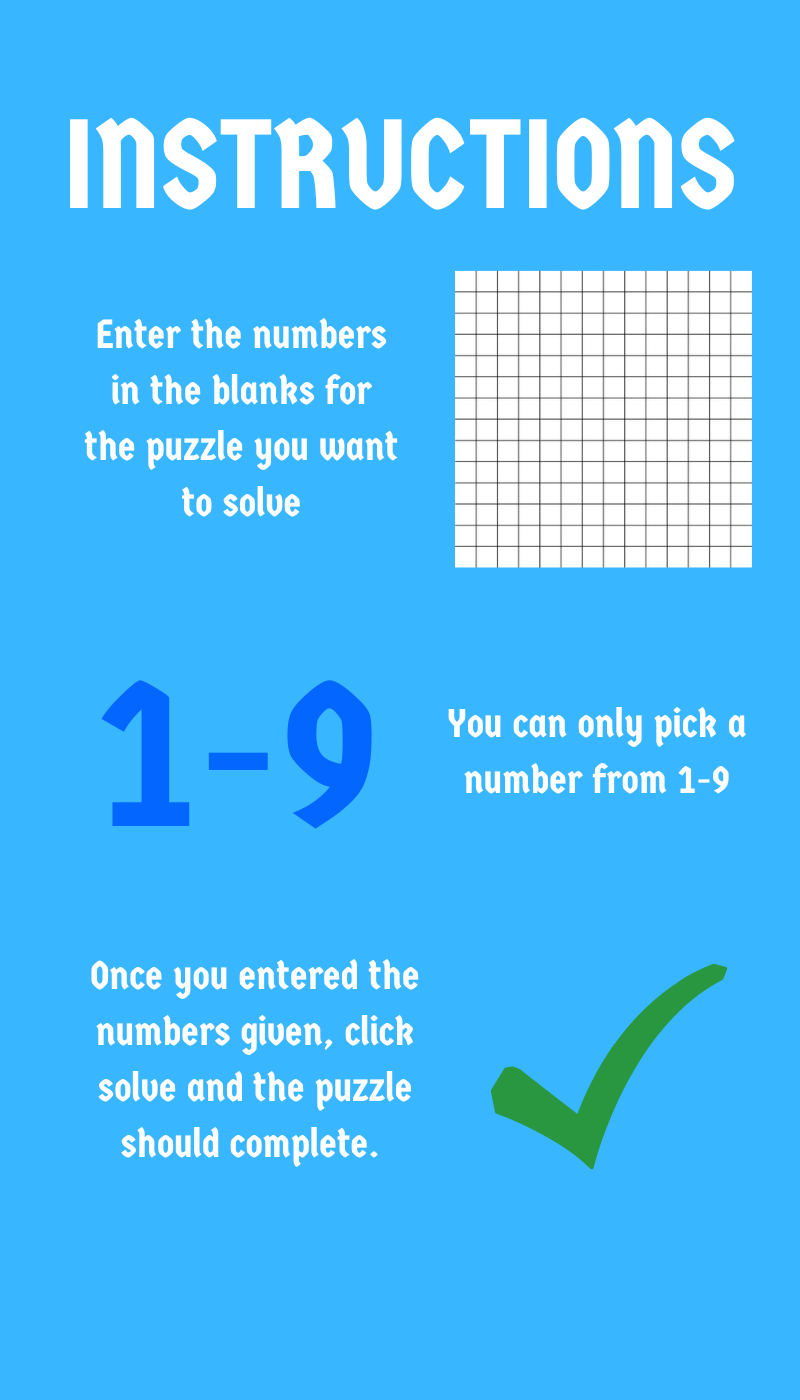 INSTRUCTIONS
Enter the numbers
in the blanks for
the puzzle you want
to solve
1-9
You can only pick a
number from 1-9
Once you entered the
numbers given, click
solve and the puzzle
should complete.